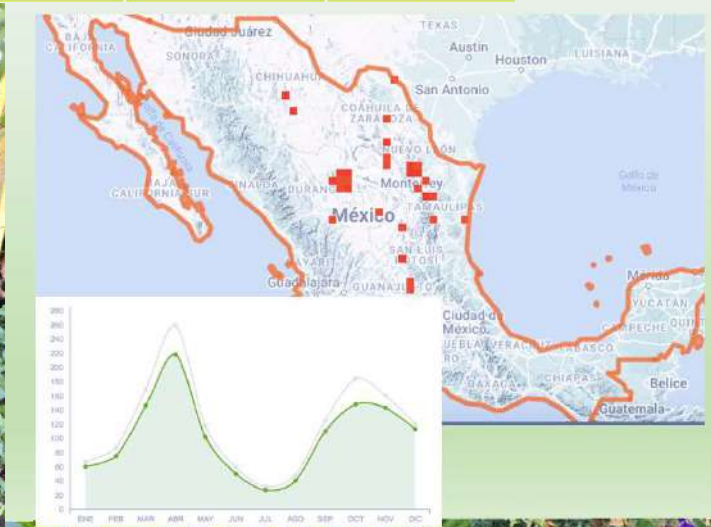 TEXAS
BAJA CALIFORNIA
Ciudad Juárez
SONORA
Austin
Houston
LUISIANA
CHIHUAHUA
San Antonio
COAHUILA DE ZARAGOZA
NUEVO LEÓN
Golfo de México
BAJA CALIFORNIA SUR
SINALOA
DURANGO
Monterrey
México
TAMAULIPAS
SAN LUIS POTOSÍ
NAYARIT
Guadalajara
GUANAJUATO
Mérida
YUCATÁN
Ciudad de México
CAMPECHE
QUINT
PUEBLA
VERACRUZ
TABASCO
OAXACA
CHIAPAS
Belice
Guatemala
280
260
240
220
200
180
160
140
120
100
80
60
40
20
0
ENE FEB MAR ABR MAY JUN JUL AGO SEP OCT NOV DIC